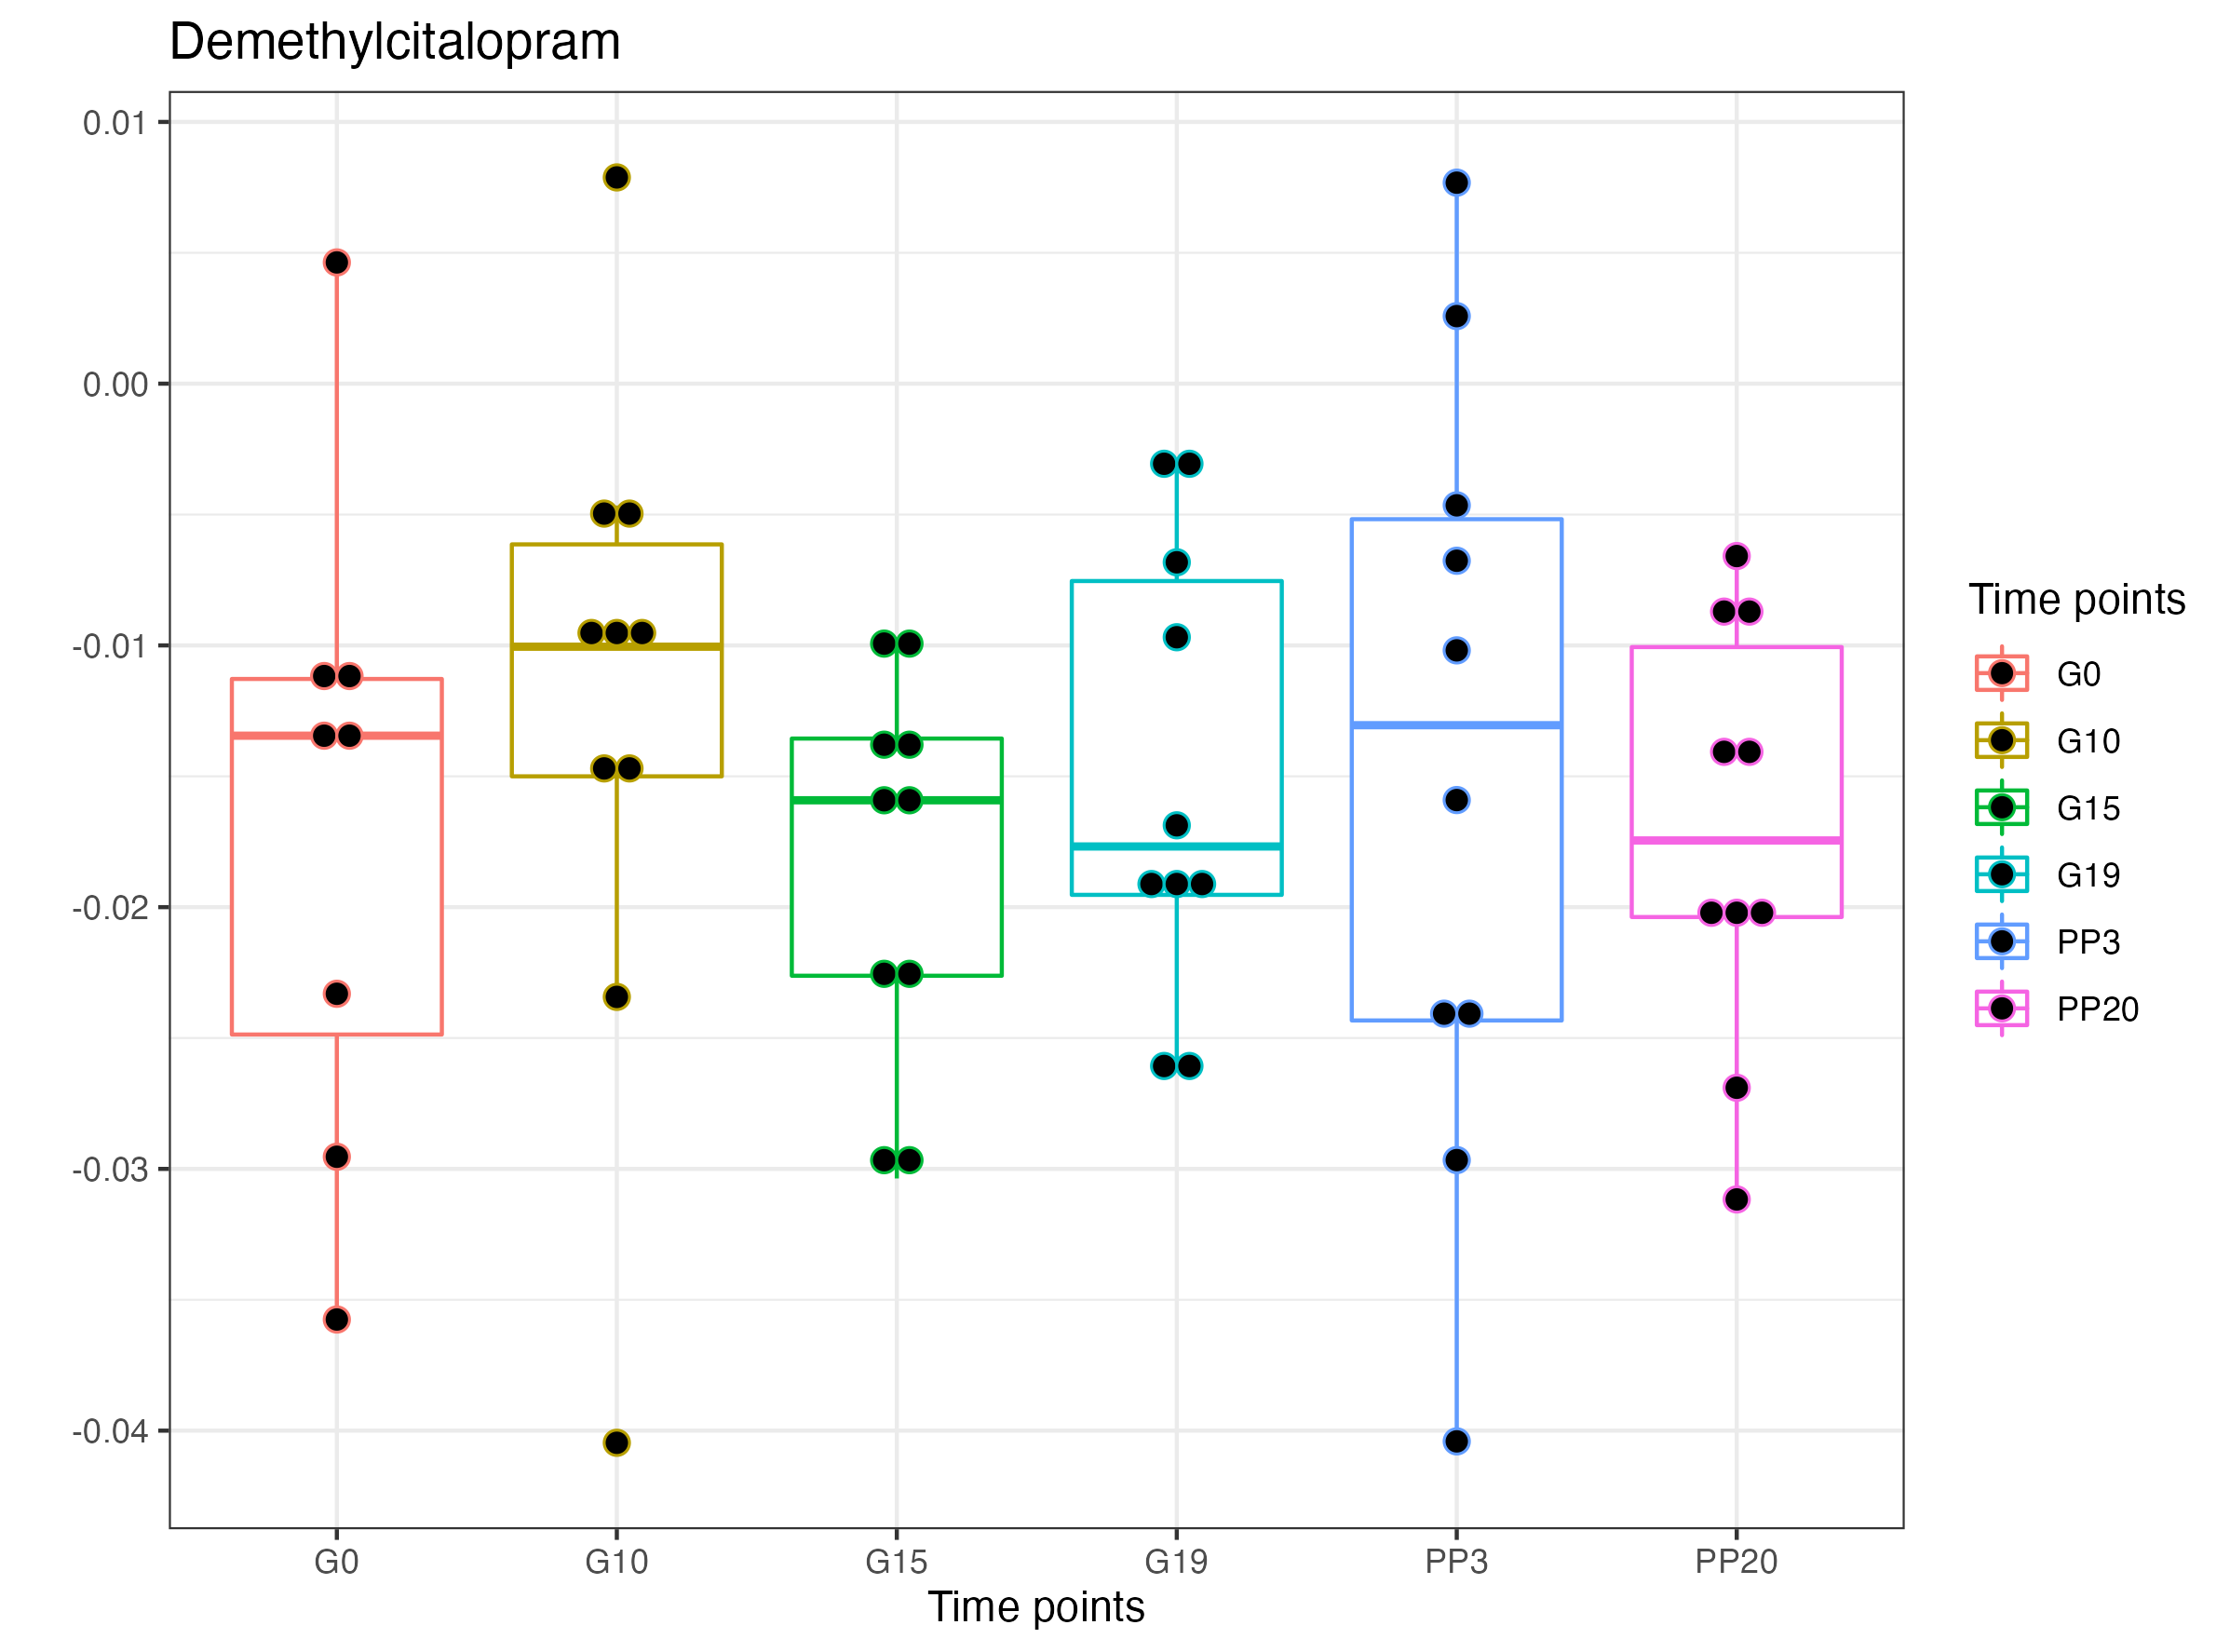 Demethylcitalopram
0.01
0.00
-0.01
-0.02
-0.03
-0.04
G0 G10 G15 G19 PP3 PP20
Time points
Time points
G0
G10
G15
G19
PP3
PP20